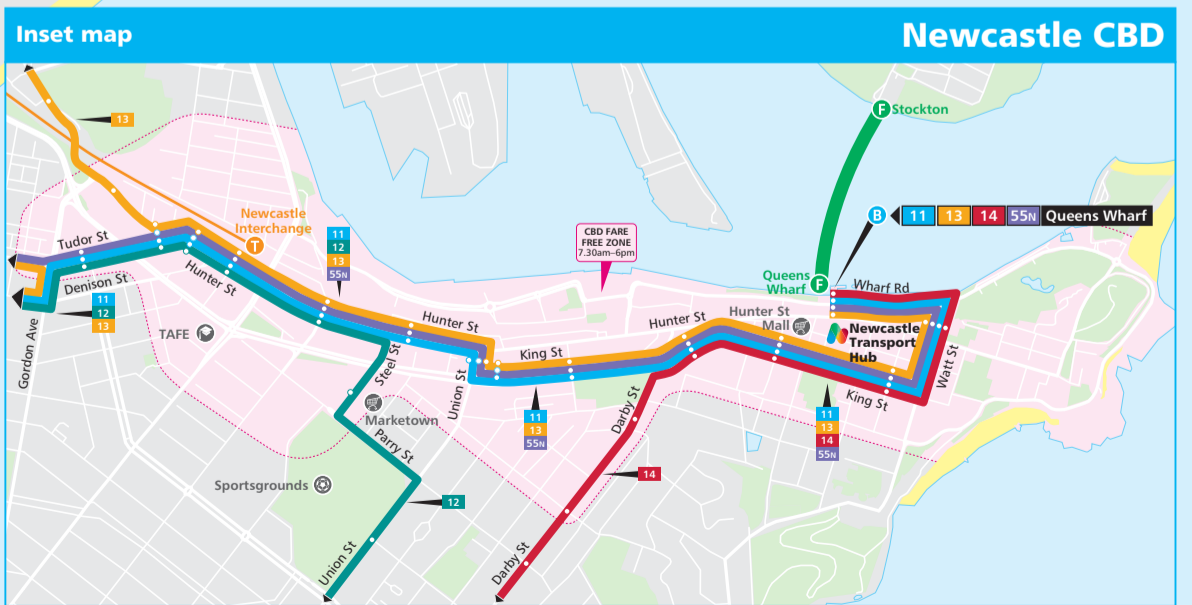 Inset map
Newcastle CBD
13
F Stockton
Newcastle
Interchange
T
B 11 13 14 55N Queens Wharf
11
12
13
55N
CBD FARE
FREE ZONE
7.30am–6pm
Tudor St
Hunter St
Denison St
11
12
13
Gordon Ave
TAFE
Queens
Wharf
F
Wharf Rd
Hunter St
Hunter St
Hunter St
Mall
Newcastle
Transport
Hub
King St
Steel St
Union St
Watt St
King St
Marketown
Parry St
11
13
55N
Darby St
11
13
14
55N
Sportsgrounds
14
12
Union St
Darby St